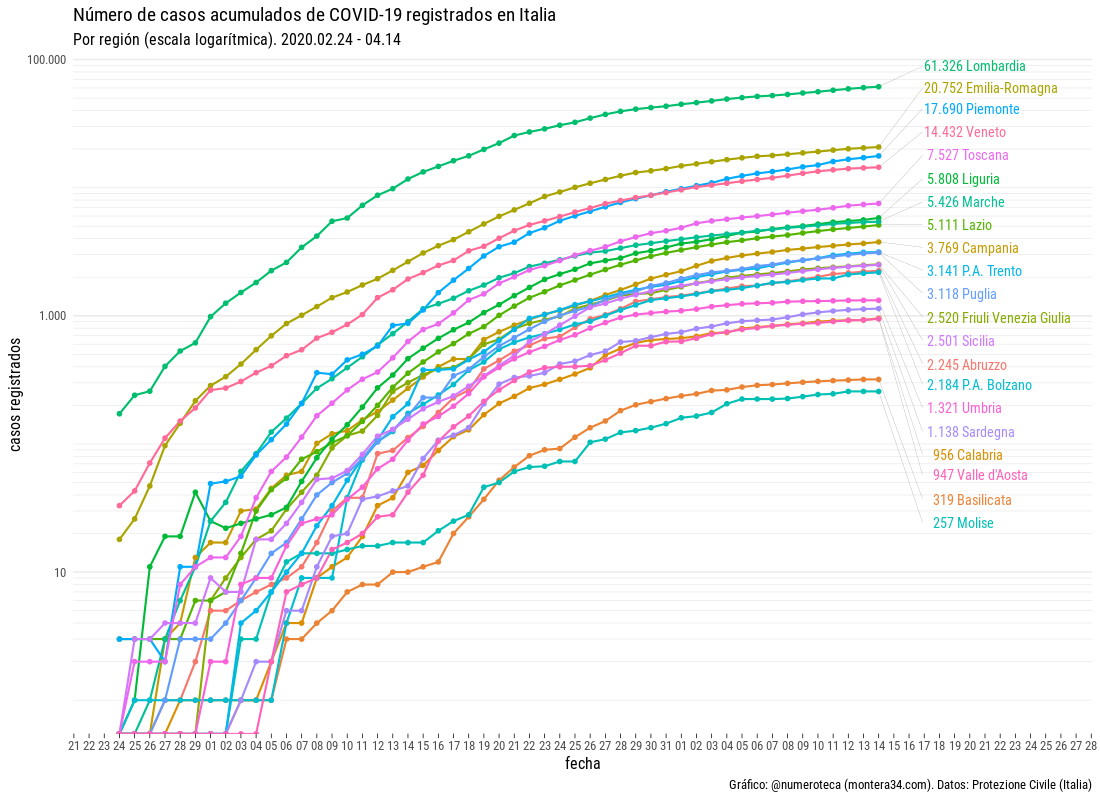 Número de casos acumulados de COVID-19 registrados en Italia
Por región (escala logarítmica). 2020.02.24 - 04.14
100.000
1.000
10
casos registrados
61.326 Lombardia
20.752 Emilia-Romagna
17.690 Piemonte
14.432 Veneto
7.527 Toscana
5.808 Liguria
5.426 Marche
5.111 Lazio
3.769 Campania
3.141 P.A. Trento
3.118 Puglia
2.520 Friuli Venezia Giulia
2.501 Sicilia
2.245 Abruzzo
2.184 P.A. Bolzano
1.321 Umbria
1.138 Sardegna
956 Calabria
947 Valle d'Aosta
319 Basilicata
257 Molise
21 22 23 24 25 26 27 28 29 01 02 03 04 05 06 07 08 09 10 11 12 13 14 15 16 17 18 19 20 21 22 23 24 25 26 27 28 29 30 31 01 02 03 04 05 06 07 08 09 10 11 12 13 14 15 16 17 18 19 20 21 22 23 24 25 26 27 28
fecha
Gráfico: @numeroteca (montera34.com). Datos: Protezione Civile (Italia)